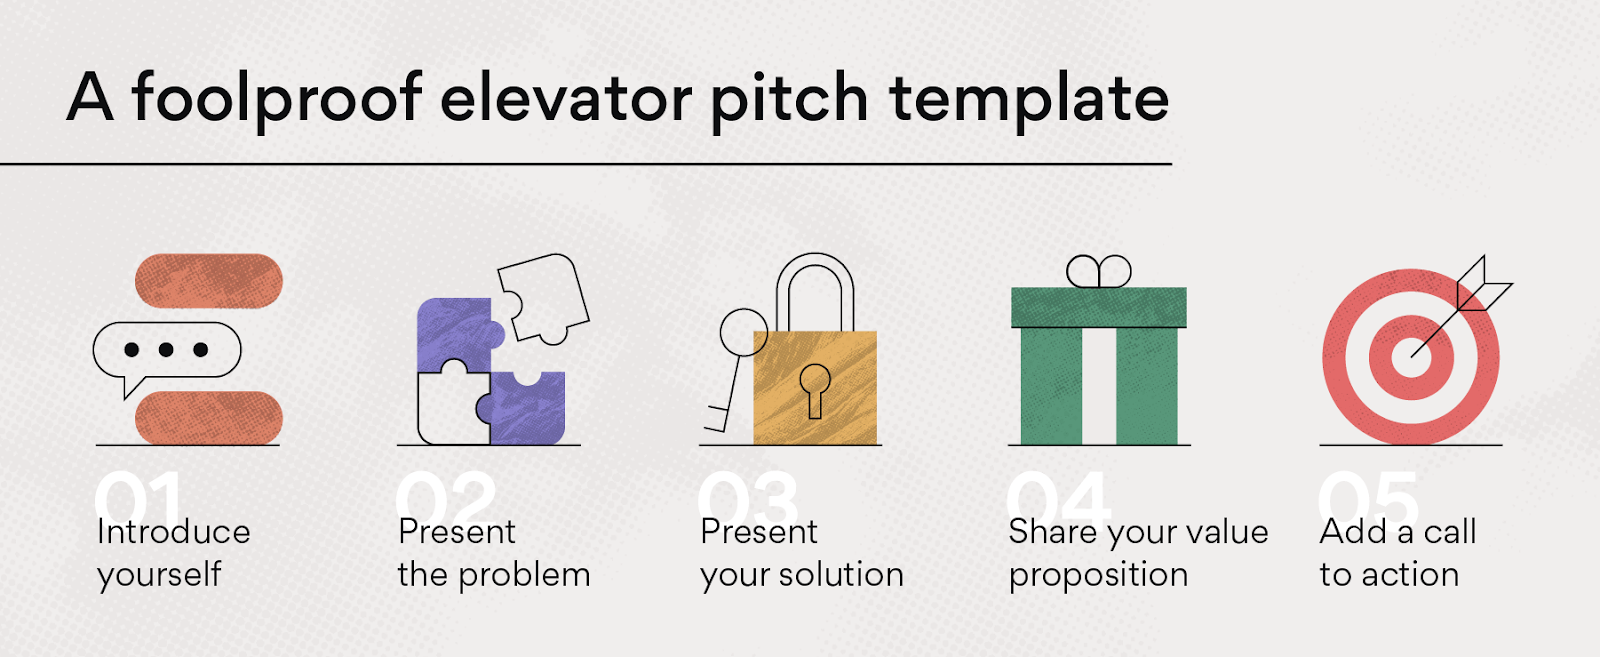 A foolproof elevator pitch template
01
Introduce
yourself
02
Present
the problem
03
Present
your solution
04
Share your value
proposition
05
Add a call
to action